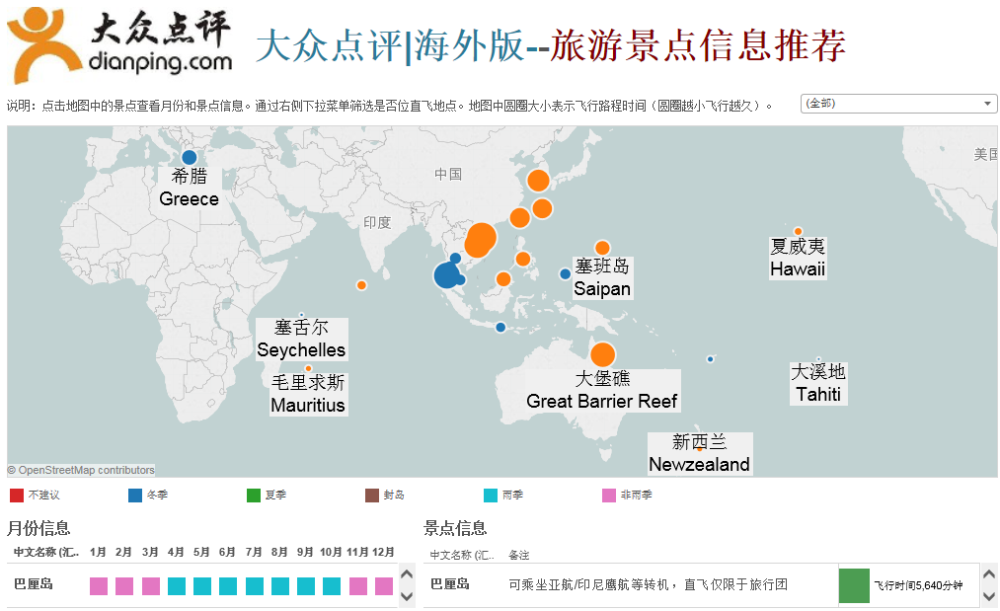 大众点评
dianping.com
大众点评|海外版--旅游景点信息推荐
说明：点击地图中的景点查看月份和景点信息。通过右侧下拉菜单筛选是否位直飞地点。地图中圆圈大小表示飞行路程时间（圆圈越小飞行越久）。
(全部)
美国
中国
希腊
Greece
印度
夏威夷
Hawaii
塞班岛
Saipan
塞舌尔
Seychelles
毛里求斯
Mauritius
大堡礁
Great Barrier Reef
大溪地
Tahiti
新西兰
Newzealand
© OpenStreetMap contributors
不建议 冬季 夏季 封岛 雨季 非雨季
月份信息
中文名称 (汇.. 1月 2月 3月 4月 5月 6月 7月 8月 9月 10月 11月 12月
巴厘岛
景点信息
中文名称 (汇.. 备注
巴厘岛 可乘坐亚航/印尼鹰航等转机，直飞仅限于旅行团 飞行时间5,640分钟